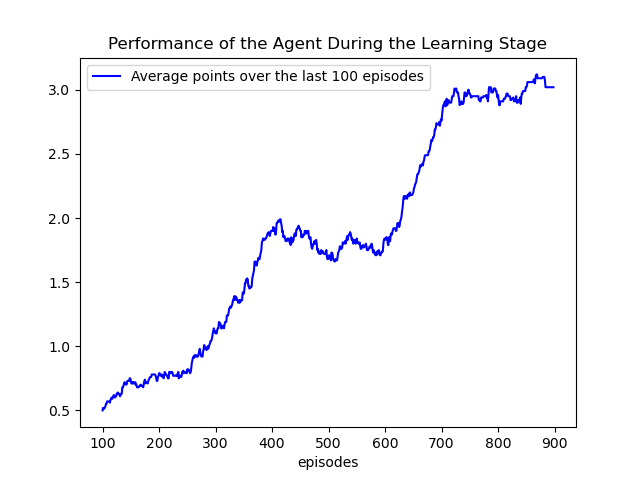 Performance of the Agent During the Learning Stage
Average points over the last 100 episodes
3.0
2.5
2.0
1.5
1.0
0.5
100 200 300 400 500 600 700 800 900
episodes